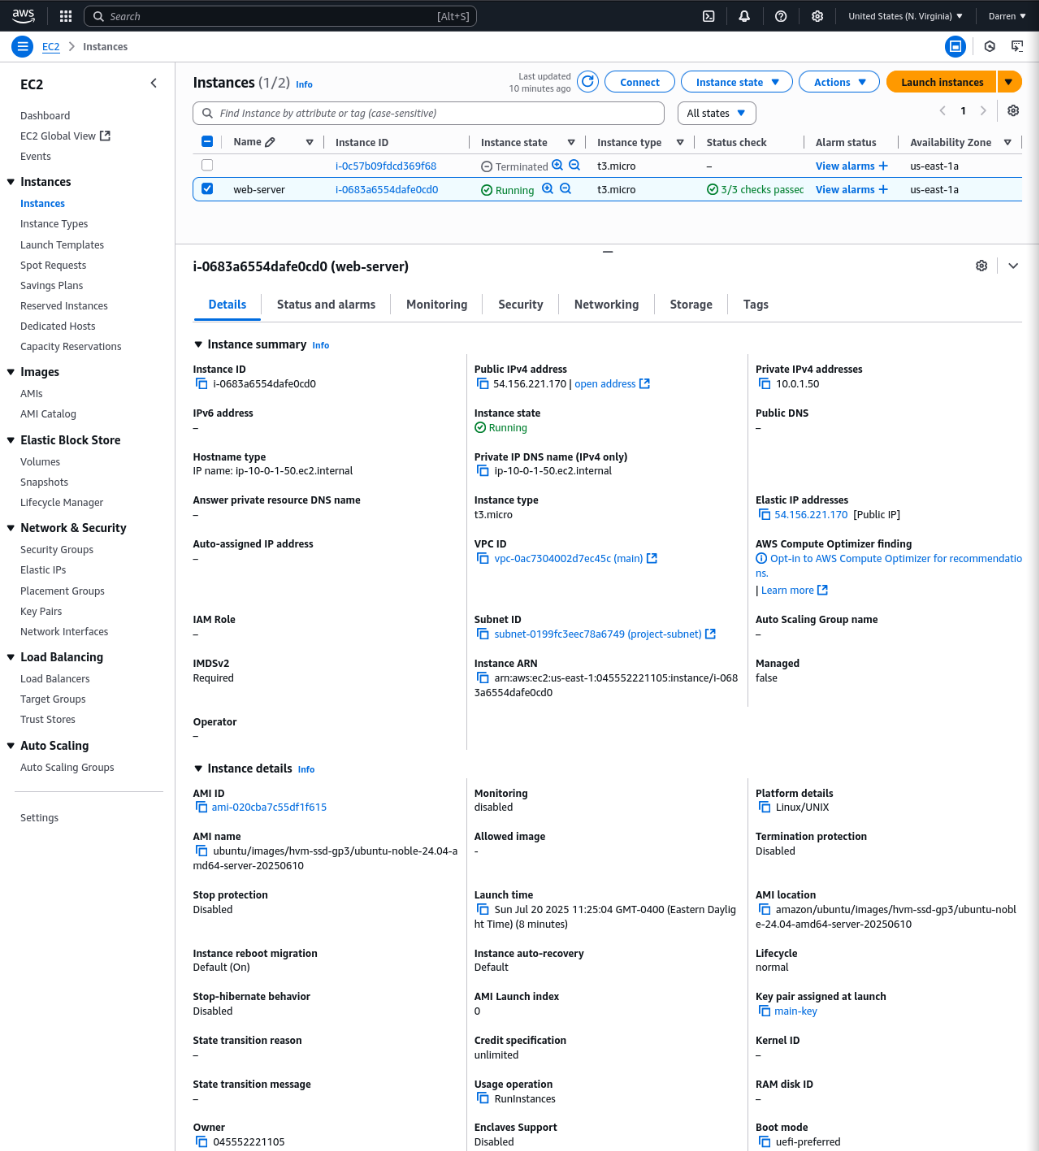 aws
Search [Alt+S]
United States (N. Virginia) ▼ Darren ▼
EC2 > Instances
EC2
Dashboard
EC2 Global View
Events
Instances
Instances
Instance Types
Launch Templates
Spot Requests
Savings Plans
Reserved Instances
Dedicated Hosts
Capacity Reservations
Images
AMIs
AMI Catalog
Elastic Block Store
Volumes
Snapshots
Lifecycle Manager
Network & Security
Security Groups
Elastic IPs
Placement Groups
Key Pairs
Network Interfaces
Load Balancing
Load Balancers
Target Groups
Trust Stores
Auto Scaling
Auto Scaling Groups
Settings
Instances (1/2) Info
Last updated
10 minutes ago
Connect
Instance state
Actions
Launch instances
Find Instance by attribute or tag (case-sensitive)
All states
1
Name Instance ID Instance state Instance type Status check Alarm status Availability Zone
i-0c57b09fdcd369f68 Terminated t3.micro – View alarms + us-east-1a
web-server i-0683a6554dafe0cd0 Running t3.micro 3/3 checks passec View alarms + us-east-1a
i-0683a6554dafe0cd0 (web-server)
Details Status and alarms Monitoring Security Networking Storage Tags
Instance summary Info
Instance ID
i-0683a6554dafe0cd0
Public IPv4 address
54.156.221.170 | open address
Private IPv4 addresses
10.0.1.50
IPv6 address
–
Instance state
Running
Public DNS
–
Hostname type
IP name: ip-10-0-1-50.ec2.internal
Private IP DNS name (IPv4 only)
ip-10-0-1-50.ec2.internal
Answer private resource DNS name
–
Instance type
t3.micro
Elastic IP addresses
54.156.221.170 [Public IP]
Auto-assigned IP address
–
VPC ID
vpc-0ac7304002d7ec45c (main)
AWS Compute Optimizer finding
Opt-in to AWS Compute Optimizer for recommendatio
ns.
| Learn more
IAM Role
–
Subnet ID
subnet-0199fc3eec78a6749 (project-subnet)
Auto Scaling Group name
–
IMDSv2
Required
Instance ARN
arn:aws:ec2:us-east-1:045552221105:instance/i-068
3a6554dafe0cd0
Managed
false
Operator
–
Instance details Info
AMI ID
ami-020cba7c55df1f615
Monitoring
disabled
Platform details
Linux/UNIX
AMI name
ubuntu/images/hvm-ssd-gp3/ubuntu-noble-24.04-a
md64-server-20250610
Allowed image
-
Termination protection
Disabled
Stop protection
Disabled
Launch time
Sun Jul 20 2025 11:25:04 GMT-0400 (Eastern Daylig
ht Time) (8 minutes)
AMI location
amazon/ubuntu/images/hvm-ssd-gp3/ubuntu-nobl
e-24.04-amd64-server-20250610
Instance reboot migration
Default (On)
Instance auto-recovery
Default
Lifecycle
normal
Stop-hibernate behavior
Disabled
AMI Launch index
0
Key pair assigned at launch
main-key
State transition reason
–
Credit specification
unlimited
Kernel ID
–
State transition message
–
Usage operation
RunInstances
RAM disk ID
–
Owner
045552221105
Enclaves Support
Disabled
Boot mode
uefi-preferred